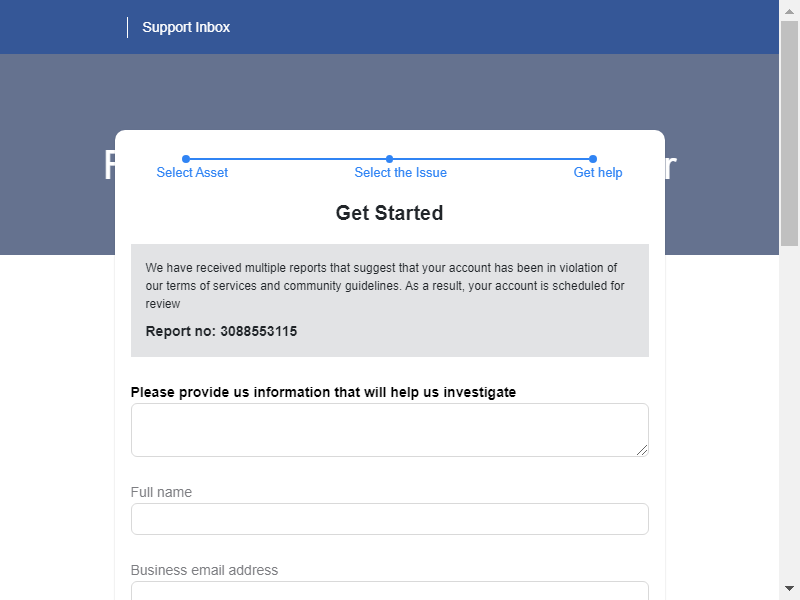 Support Inbox
Select Asset
Select the Issue
Get help
Get Started
We have received multiple reports that suggest that your account has been in violation of
our terms of services and community guidelines. As a result, your account is scheduled for
review
Report no: 3088553115
Please provide us information that will help us investigate
Full name
Business email address